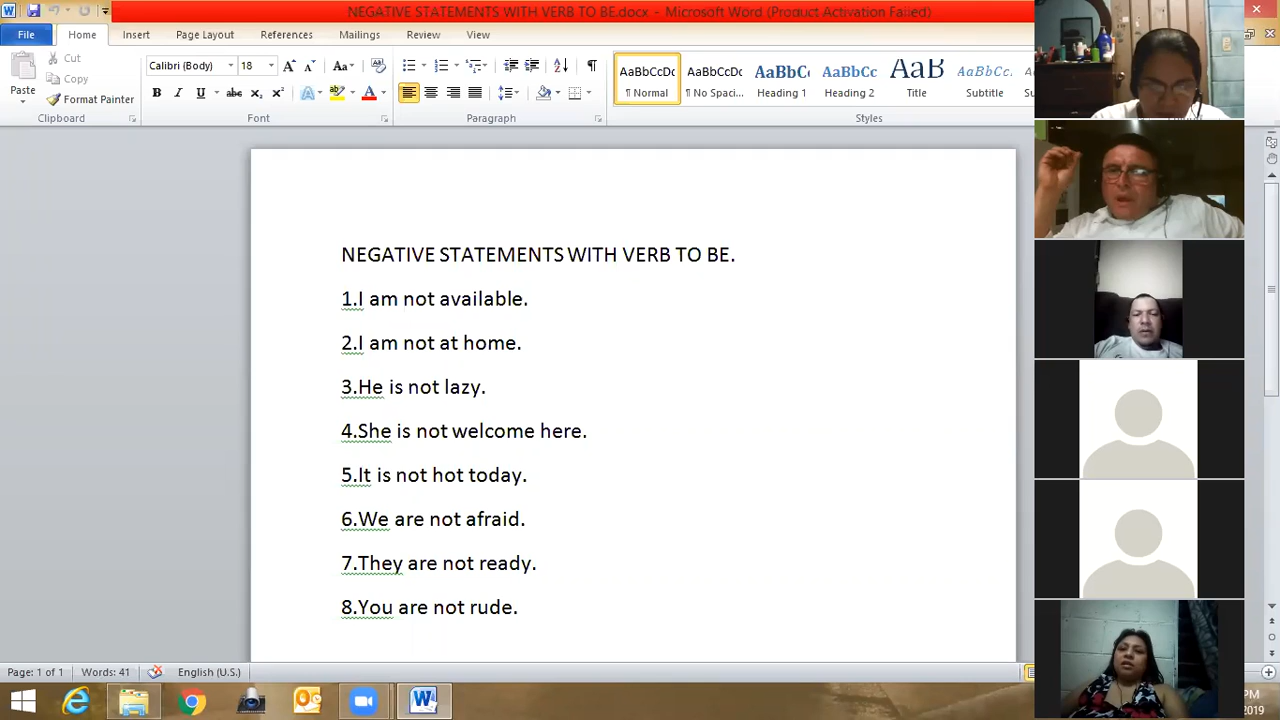 NEGATIVE STATEMENTS WITH VERB TO BE.docx - Microsoft Word (Product Activation Failed)
File Home Insert Page Layout References Mailings Review View
Cut
Copy
Paste Format Painter
Calibri (Body) 18
AaBbCcDc AaBbCcDc AaBbC AaBbCc AaB AaBbCcD
¶ Normal ¶ No Spaci... Heading 1 Heading 2 Title Subtitle
Clipboard Font Paragraph Styles
NEGATIVE STATEMENTS WITH VERB TO BE.
1.I am not available.
2.I am not at home.
3.He is not lazy.
4.She is not welcome here.
5.It is not hot today.
6.We are not afraid.
7.They are not ready.
8.You are not rude.
Page: 1 of 1 Words: 41 English (U.S.)
PM
2019